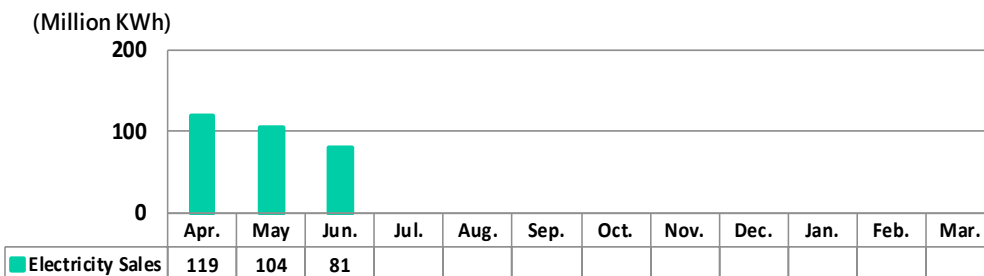 (Million KWh)
200
100
0
Apr. May Jun. Jul. Aug. Sep. Oct. Nov. Dec. Jan. Feb. Mar.
Electricity Sales 119 104 81